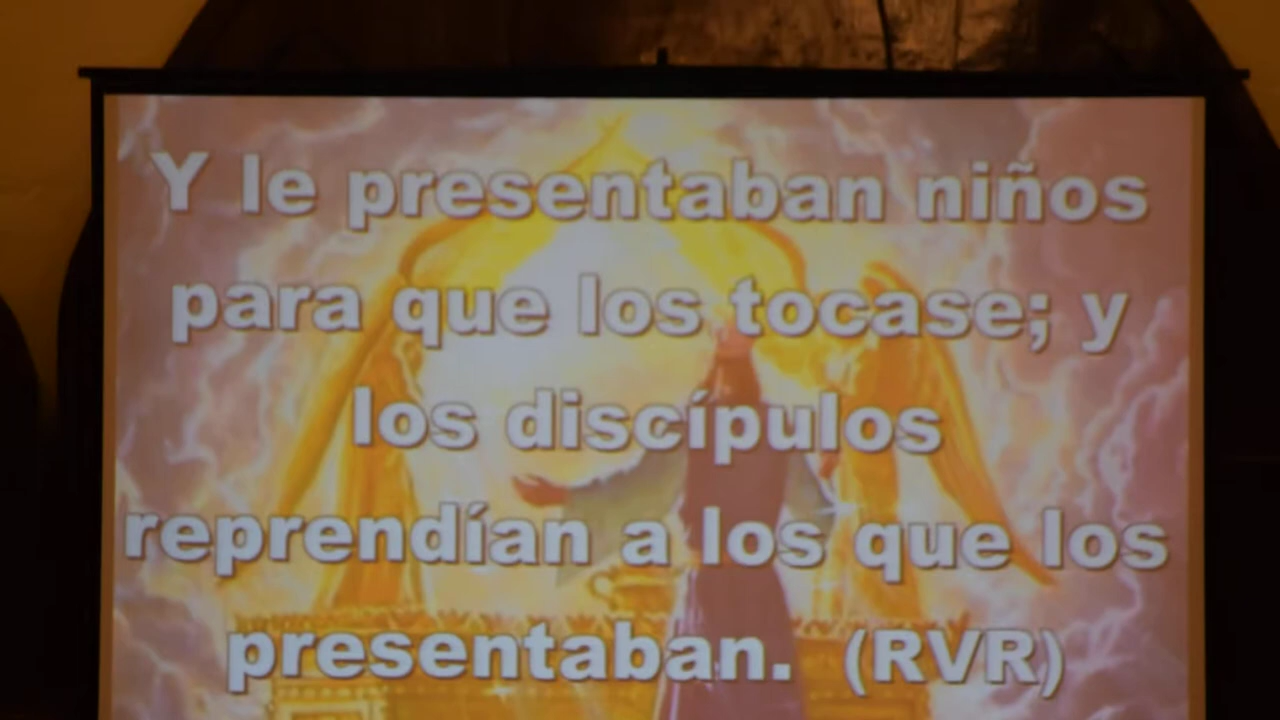 Y le presentaban niños
para que los tocase; y
los discípulos
reprendían a los que los
presentaban. (RVR)